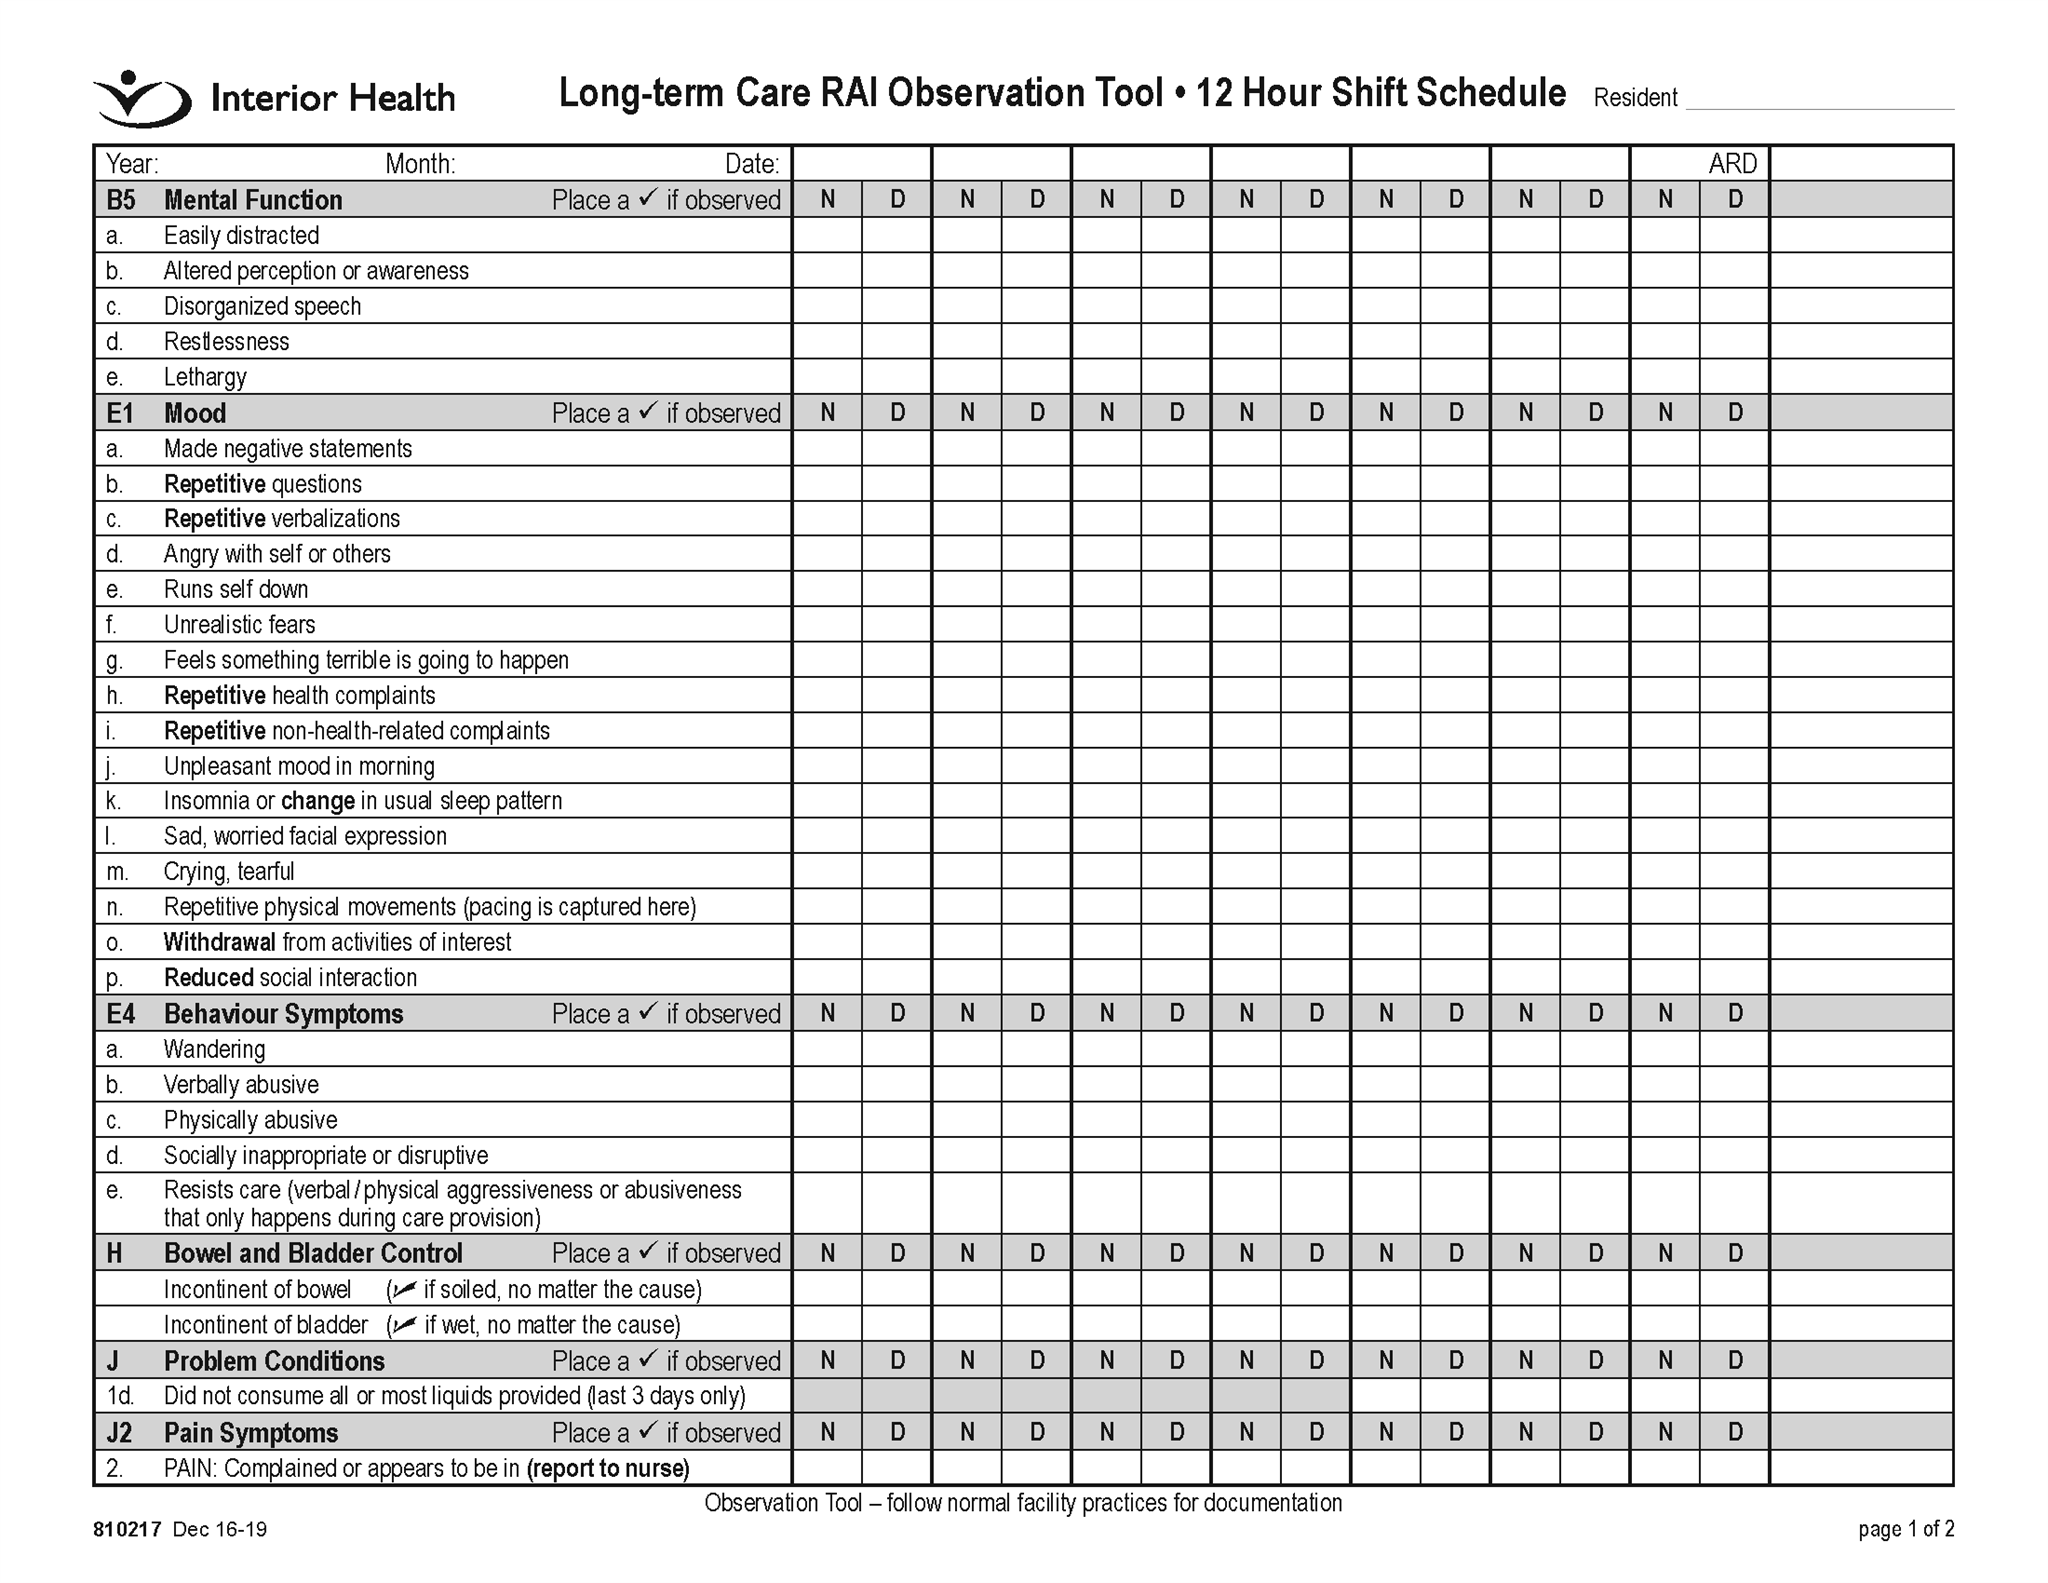 Interior Health
Long-term Care RAI Observation Tool • 12 Hour Shift Schedule Resident
Year: Month: Date: ARD
B5 Mental Function Place a ✓ if observed N D N D N D N D N D N D N D
a. Easily distracted
b. Altered perception or awareness
c. Disorganized speech
d. Restlessness
e. Lethargy
E1 Mood Place a ✓ if observed N D N D N D N D N D N D N D
a. Made negative statements
b. Repetitive questions
c. Repetitive verbalizations
d. Angry with self or others
e. Runs self down
f. Unrealistic fears
g. Feels something terrible is going to happen
h. Repetitive health complaints
i. Repetitive non-health-related complaints
j. Unpleasant mood in morning
k. Insomnia or change in usual sleep pattern
l. Sad, worried facial expression
m. Crying, tearful
n. Repetitive physical movements (pacing is captured here)
o. Withdrawal from activities of interest
p. Reduced social interaction
E4 Behaviour Symptoms Place a ✓ if observed N D N D N D N D N D N D N D
a. Wandering
b. Verbally abusive
c. Physically abusive
d. Socially inappropriate or disruptive
e. Resists care (verbal/physical aggressiveness or abusiveness
that only happens during care provision)
H Bowel and Bladder Control Place a ✓ if observed N D N D N D N D N D N D N D
Incontinent of bowel (✓ if soiled, no matter the cause)
Incontinent of bladder (✓ if wet, no matter the cause)
J Problem Conditions Place a ✓ if observed N D N D N D N D N D N D N D
1d. Did not consume all or most liquids provided (last 3 days only)
J2 Pain Symptoms Place a ✓ if observed N D N D N D N D N D N D N D
2. PAIN: Complained or appears to be in (report to nurse)
Observation Tool – follow normal facility practices for documentation
810217 Dec 16-19 page 1 of 2